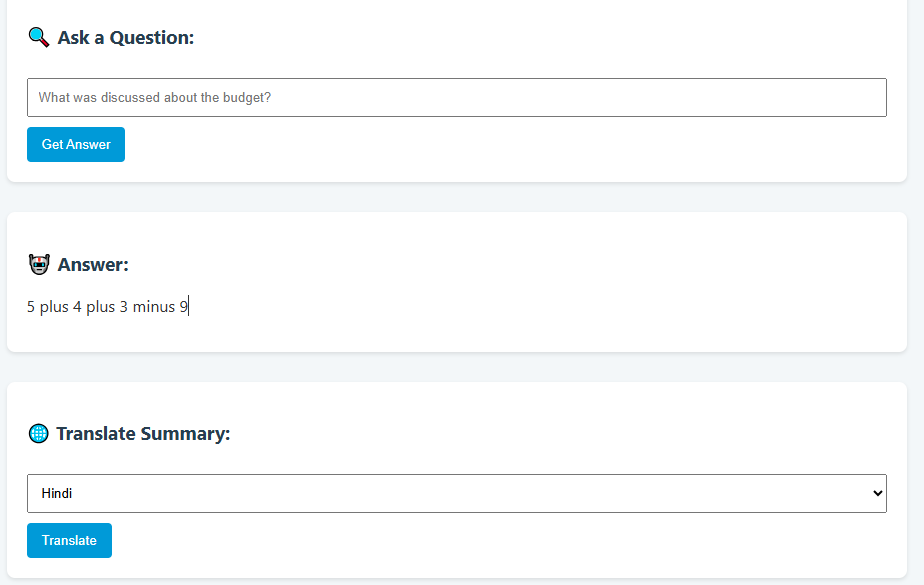 Ask a Question:
What was discussed about the budget?
Get Answer
Answer:
5 plus 4 plus 3 minus 9
Translate Summary:
Hindi
Translate